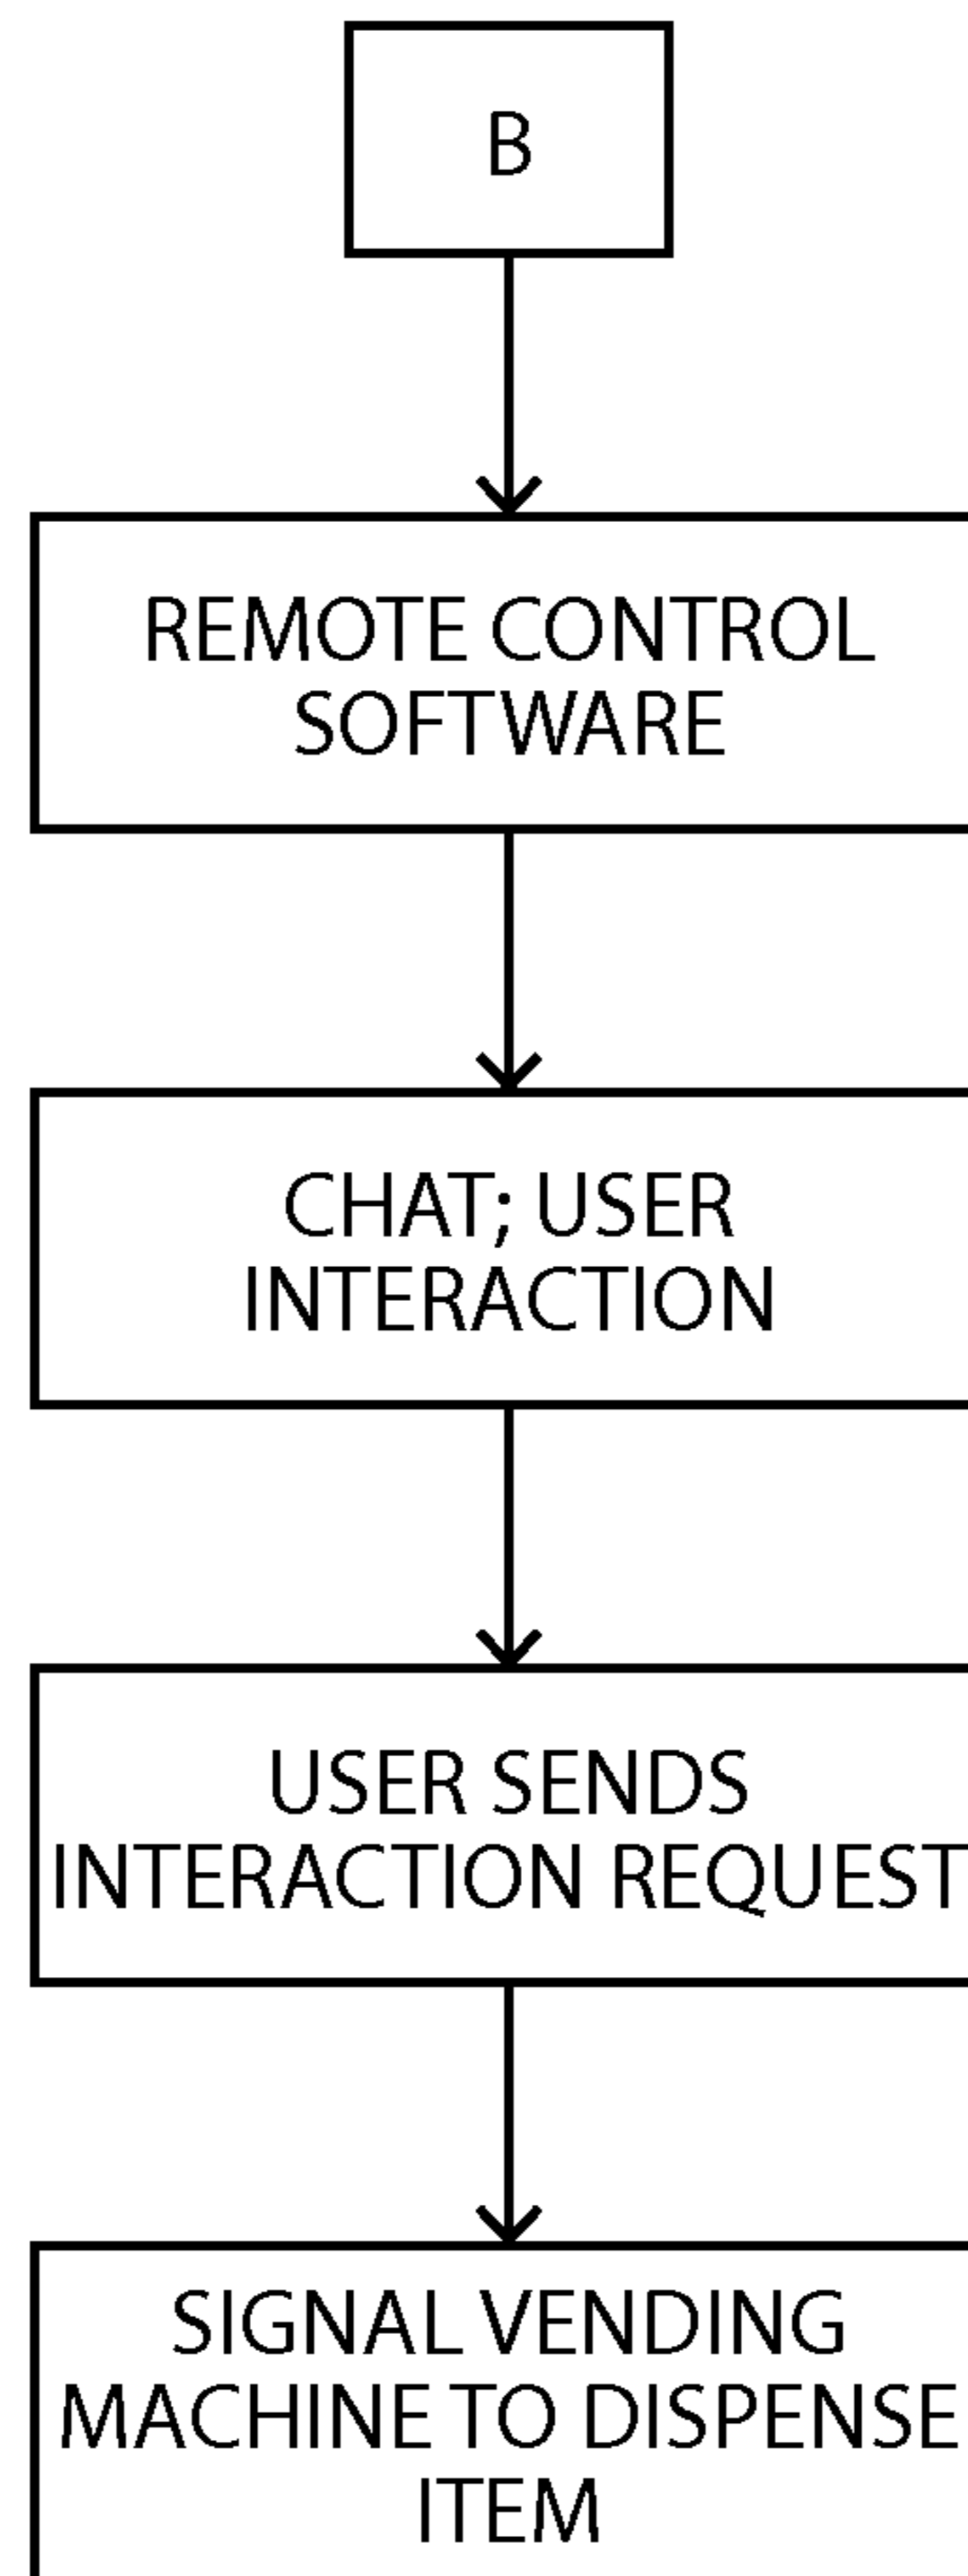 B
REMOTE CONTROL
SOFTWARE
CHAT; USER
INTERACTION
USER SENDS
INTERACTION REQUEST
SIGNAL VENDING
MACHINE TO DISPENSE
ITEM